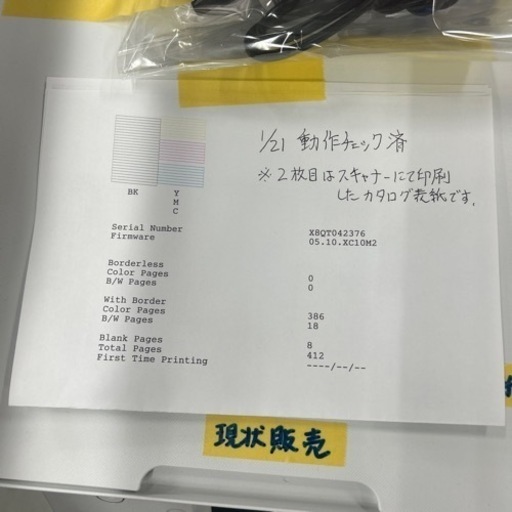 1/21 動作チェック済
※2枚目はスキャナーにて印刷
したカタログ表紙です。
BK Y
M
C
Serial Number X8QT042376
Firmware 05.10.XC10M2
Borderless
Color Pages 0
B/W Pages 0
With Border
Color Pages 386
B/W Pages 18
Blank Pages 8
Total Pages 412
First Time Printing ----/--/--
現状販売